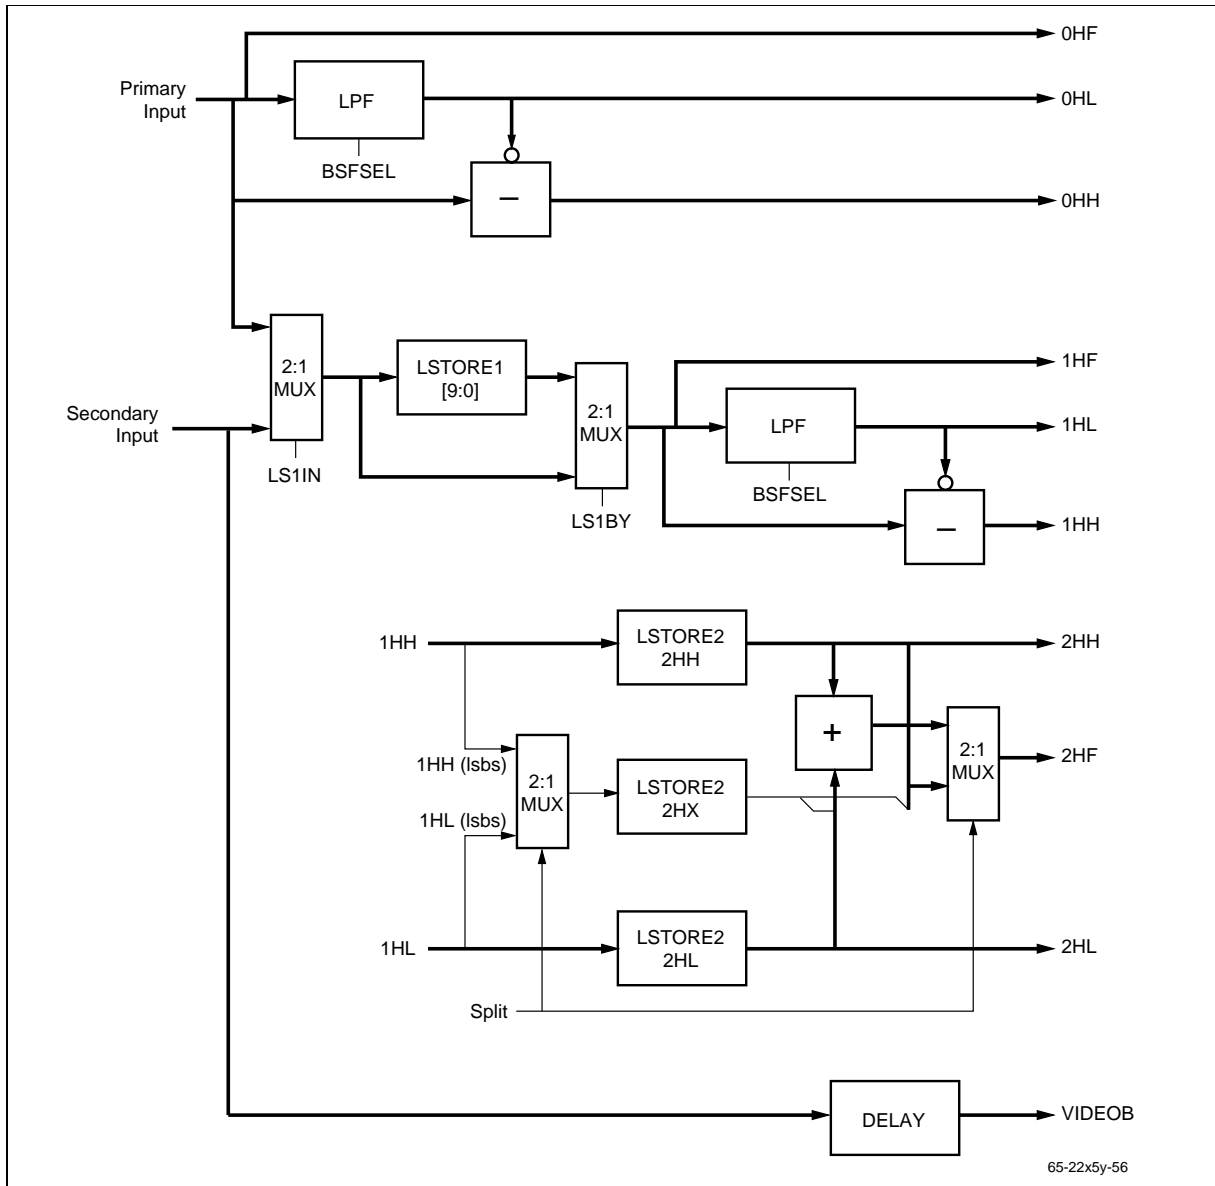 0HF
Primary
Input
LPF
0HL
BSFSEL
−
0HH
2:1
MUX
LSTORE1
[9:0]
2:1
MUX
1HF
LPF
1HL
Secondary
Input
LS1IN
BSFSEL
LS1BY
−
1HH
1HH
LSTORE2
2HH
2HH
+
2:1
MUX
2HF
1HH (lsbs)
2:1
MUX
LSTORE2
2HX
1HL (lsbs)
1HL
LSTORE2
2HL
2HL
Split
DELAY
VIDEOB
65-22x5y-56